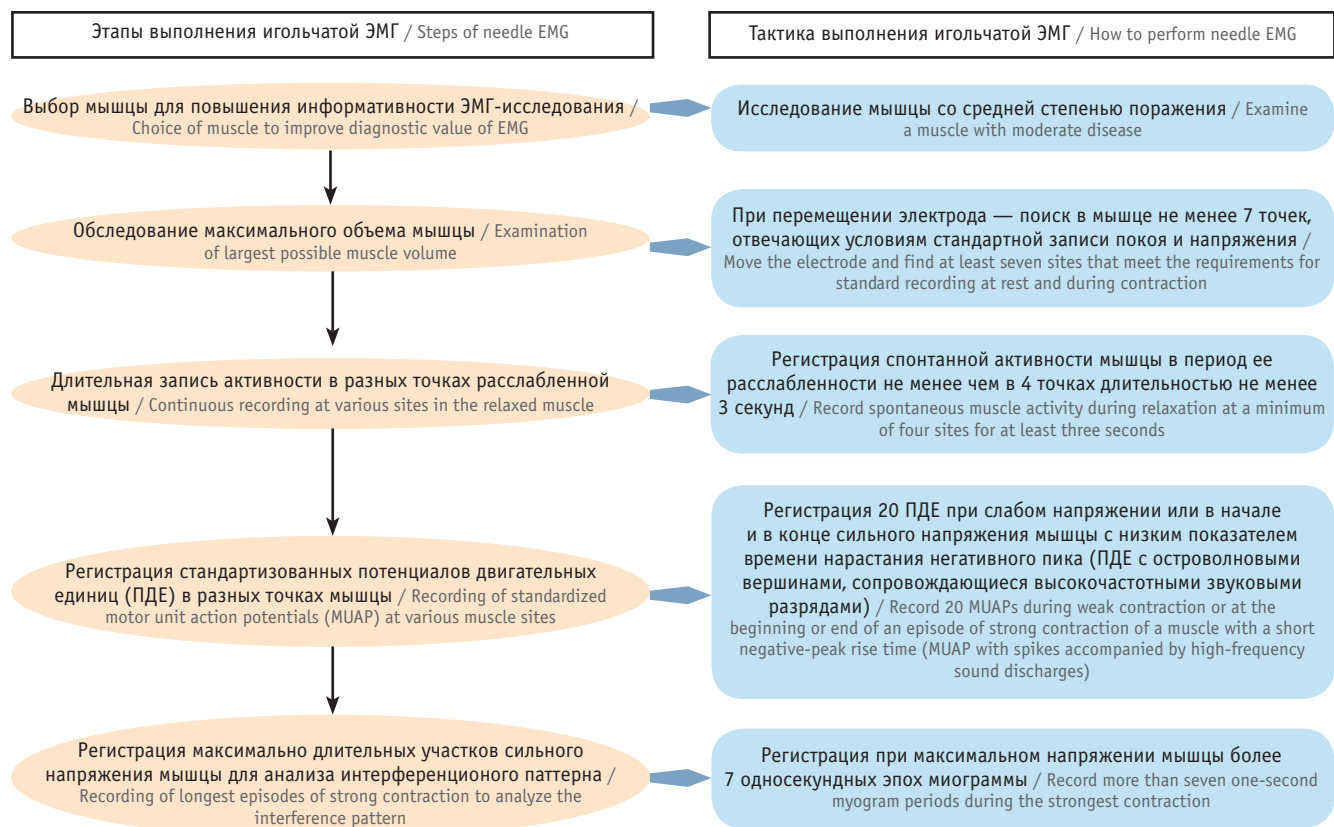 Этапы выполнения игольчатой ЭМГ / Steps of needle EMG
Тактика выполнения игольчатой ЭМГ / How to perform needle EMG
Выбор мышцы для повышения информативности ЭМГ-исследования /
Choice of muscle to improve diagnostic value of EMG
Исследование мышцы со средней степенью поражения / Examine
a muscle with moderate disease
Обследование максимального объема мышцы / Examination
of largest possible muscle volume
При перемещении электрода — поиск в мышце не менее 7 точек,
отвечающих условиям стандартной записи покоя и напряжения /
Move the electrode and find at least seven sites that meet the requirements for
standard recording at rest and during contraction
Длительная запись активности в разных точках расслабленной
мышцы / Continuous recording at various sites in the relaxed muscle
Регистрация спонтанной активности мышцы в период ее
расслабленности не менее чем в 4 точках длительностью не менее
3 секунд / Record spontaneous muscle activity during relaxation at a minimum
of four sites for at least three seconds
Регистрация стандартизованных потенциалов двигательных
единиц (ПДЕ) в разных точках мышцы / Recording of standardized
motor unit action potentials (MUAP) at various muscle sites
Регистрация 20 ПДЕ при слабом напряжении или в начале
и в конце сильного напряжения мышцы с низким показателем
времени нарастания негативного пика (ПДЕ с островолновыми
вершинами, сопровождающиеся высокочастотными звуковыми
разрядами) / Record 20 MUAPs during weak contraction or at the
beginning or end of an episode of strong contraction of a muscle with a short
negative-peak rise time (MUAP with spikes accompanied by high-frequency
sound discharges)
Регистрация максимально длительных участков сильного
напряжения мышцы для анализа интерференционого паттерна /
Recording of longest episodes of strong contraction to analyze the
interference pattern
Регистрация при максимальном напряжении мышцы более
7 односекундных эпох миограммы / Record more than seven one-second
myogram periods during the strongest contraction